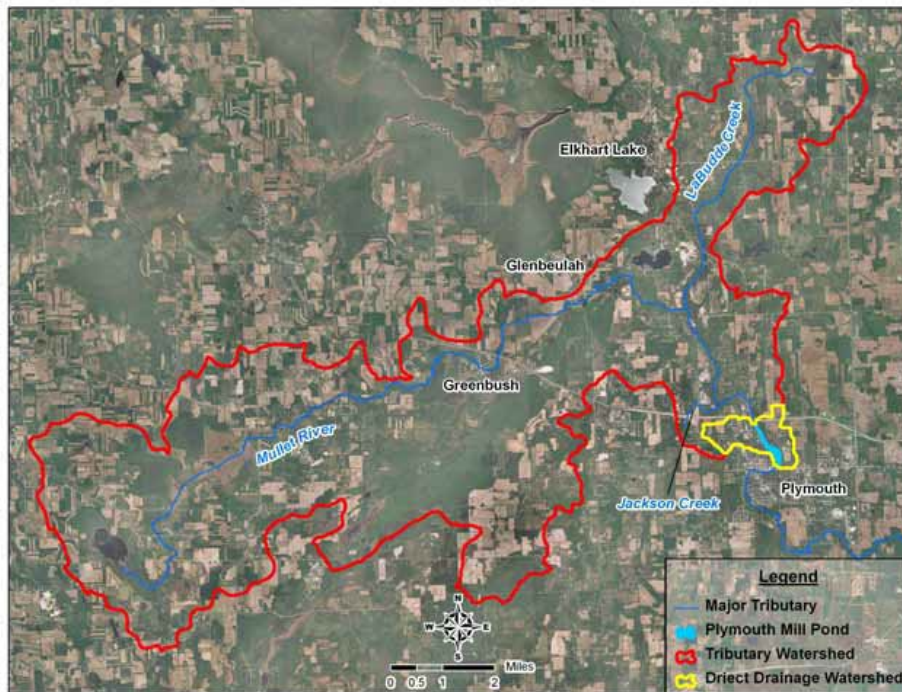 LaBudde Creek
Elkhart Lake
Glenbeulah
Greenbush
Mullet River
Jackson Creek
Plymouth
N
W E
S
0 0.5 1 2 Miles
Legend
Major Tributary
Plymouth Mill Pond
Tributary Watershed
Driect Drainage Watershed